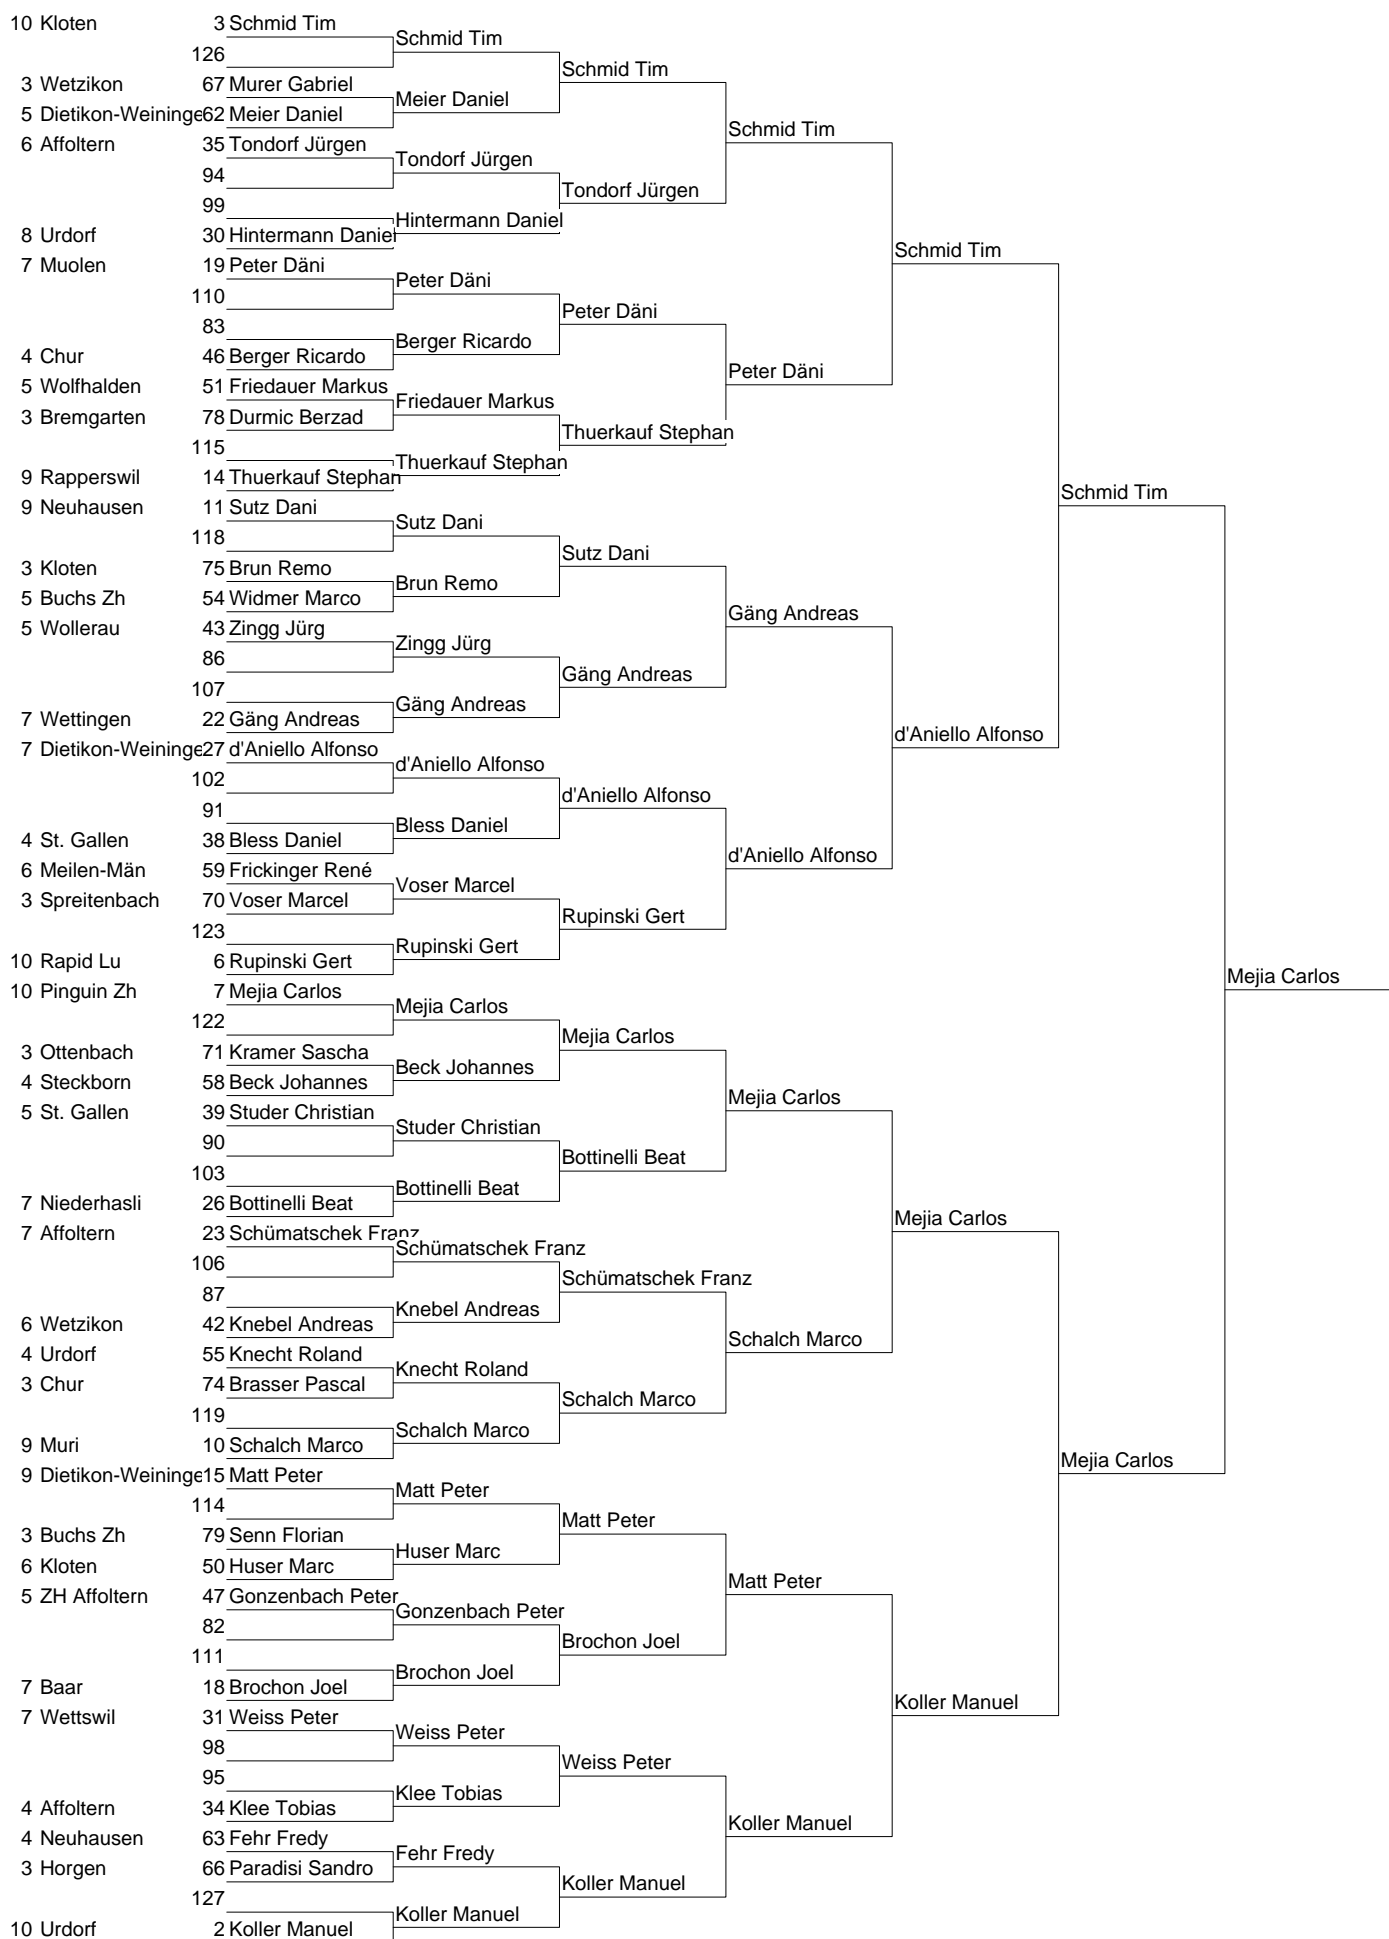 10 Kloten 3 Schmid Tim
Schmid Tim
126
Schmid Tim
3 Wetzikon 67 Murer Gabriel
Meier Daniel
5 Dietikon-Weininge 62 Meier Daniel
Schmid Tim
6 Affoltern 35 Tondorf Jürgen
Tondorf Jürgen
94
Tondorf Jürgen
99
Hintermann Daniel
8 Urdorf 30 Hintermann Daniel
Schmid Tim
7 Muolen 19 Peter Däni
Peter Däni
110
Peter Däni
83
Berger Ricardo
4 Chur 46 Berger Ricardo
Peter Däni
5 Wolfhalden 51 Friedauer Markus
Friedauer Markus
3 Bremgarten 78 Durmic Berzad
Thuerkauf Stephan
115
Thuerkauf Stephan
9 Rapperswil 14 Thuerkauf Stephan
Schmid Tim
9 Neuhausen 11 Sutz Dani
Sutz Dani
118
Sutz Dani
3 Kloten 75 Brun Remo
Brun Remo
5 Buchs Zh 54 Widmer Marco
Gäng Andreas
5 Wollerau 43 Zingg Jürg
Zingg Jürg
86
Gäng Andreas
107
Gäng Andreas
7 Wettingen 22 Gäng Andreas
d'Aniello Alfonso
7 Dietikon-Weininge 27 d'Aniello Alfonso
d'Aniello Alfonso
102
d'Aniello Alfonso
91
Bless Daniel
4 St. Gallen 38 Bless Daniel
d'Aniello Alfonso
6 Meilen-Män 59 Frickinger René
Voser Marcel
3 Spreitenbach 70 Voser Marcel
Rupinski Gert
123
Rupinski Gert
10 Rapid Lu 6 Rupinski Gert
Mejia Carlos
10 Pinguin Zh 7 Mejia Carlos
Mejia Carlos
122
Mejia Carlos
3 Ottenbach 71 Kramer Sascha
Beck Johannes
4 Steckborn 58 Beck Johannes
Mejia Carlos
5 St. Gallen 39 Studer Christian
Studer Christian
90
Bottinelli Beat
103
Bottinelli Beat
7 Niederhasli 26 Bottinelli Beat
Mejia Carlos
7 Affoltern 23 Schümatschek Franz
Schümatschek Franz
106
Schümatschek Franz
87
Knebel Andreas
6 Wetzikon 42 Knebel Andreas
Schalch Marco
4 Urdorf 55 Knecht Roland
Knecht Roland
3 Chur 74 Brasser Pascal
Schalch Marco
119
Schalch Marco
9 Muri 10 Schalch Marco
Mejia Carlos
9 Dietikon-Weininge 15 Matt Peter
Matt Peter
114
Matt Peter
3 Buchs Zh 79 Senn Florian
Huser Marc
6 Kloten 50 Huser Marc
Matt Peter
5 ZH Affoltern 47 Gonzenbach Peter
Gonzenbach Peter
82
Brochon Joel
111
Brochon Joel
7 Baar 18 Brochon Joel
Koller Manuel
7 Wettswil 31 Weiss Peter
Weiss Peter
98
Weiss Peter
95
Klee Tobias
4 Affoltern 34 Klee Tobias
Koller Manuel
4 Neuhausen 63 Fehr Fredy
Fehr Fredy
3 Horgen 66 Paradisi Sandro
Koller Manuel
127
Koller Manuel
10 Urdorf 2 Koller Manuel